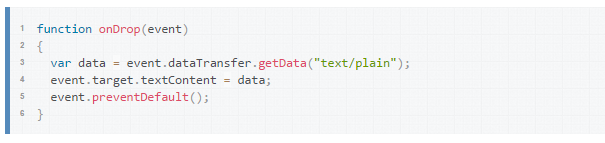 1 function onDrop(event)
2 {
3 var data = event.dataTransfer.getData("text/plain");
4 event.target.textContent = data;
5 event.preventDefault();
6 }